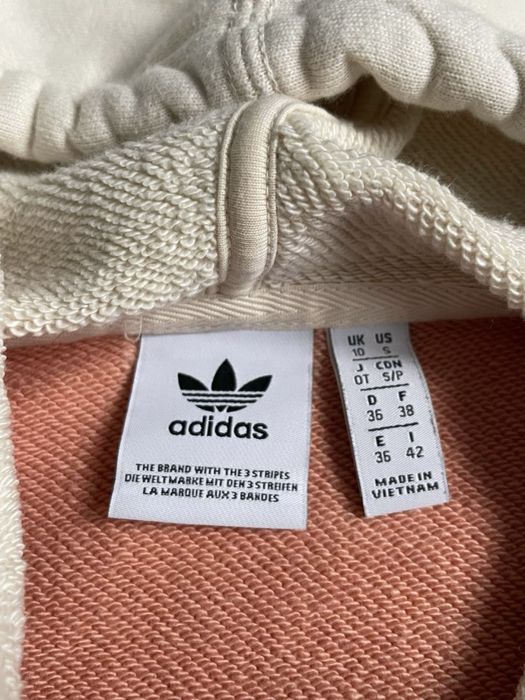 adidas
THE BRAND WITH THE 3 STRIPES
DIE WELTMARKE MIT DEN 3 STREIFEN
LA MARQUE AUX 3 BANDES
UK US
10 S
J CDN
OT S/P
D F
36 38
E I
36 42
MADE IN
VIETNAM